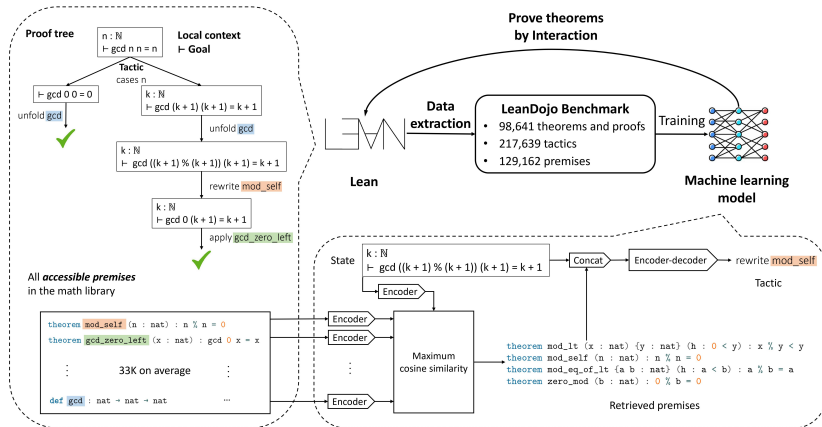 Prove theorems
by Interaction
Proof tree
n : ℕ
⊢ gcd n n = n
Local context
⊢ Goal
Tactic
cases n
⊢ gcd 0 0 = 0
k : ℕ
⊢ gcd (k + 1) (k + 1) = k + 1
unfold gcd
unfold gcd
k : ℕ
⊢ gcd ((k + 1) % (k + 1)) (k + 1) = k + 1
rewrite mod_self
k : ℕ
⊢ gcd 0 (k + 1) = k + 1
apply gcd_zero_left
All accessible premises
in the math library
theorem mod_self (n : nat) : n % n = 0
theorem gcd_zero_left (x : nat) : gcd 0 x = x
33K on average
def gcd : nat → nat → nat ...
LEAN
Lean
Data
extraction
LeanDojo Benchmark
• 98,641 theorems and proofs
• 217,639 tactics
• 129,162 premises
Training
Machine learning
model
State
k : ℕ
⊢ gcd ((k + 1) % (k + 1)) (k + 1) = k + 1
Concat
Encoder-decoder
rewrite mod_self
Tactic
Encoder
Encoder
Encoder
Encoder
Maximum
cosine similarity
theorem mod_lt (x : nat) {y : nat} (h : 0 < y) : x % y < y
theorem mod_self (n : nat) : n % n = 0
theorem mod_eq_of_lt {a b : nat} (h : a < b) : a % b = a
theorem zero_mod (b : nat) : 0 % b = 0
Retrieved premises